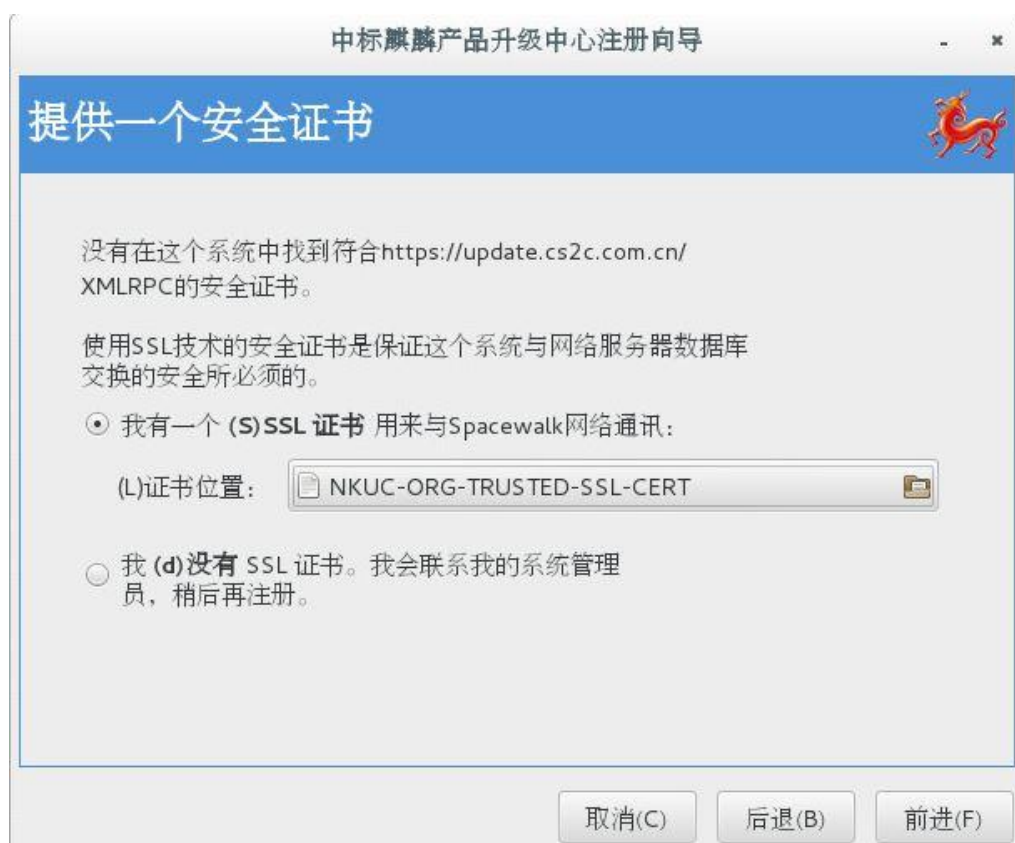 中标麒麟产品升级中心注册向导
提供一个安全证书
没有在这个系统中找到符合https://update.cs2c.com.cn/
XMLRPC的安全证书。
使用SSL技术的安全证书是保证这个系统与网络服务器数据库
交换的安全所必须的。
我有一个 (S)SSL 证书 用来与Spacewalk网络通讯:
(L)证书位置: NKUC-ORG-TRUSTED-SSL-CERT
我 (d)没有 SSL 证书。我会联系我的系统管理
员，稍后再注册。
取消(C) 后退(B) 前进(F)